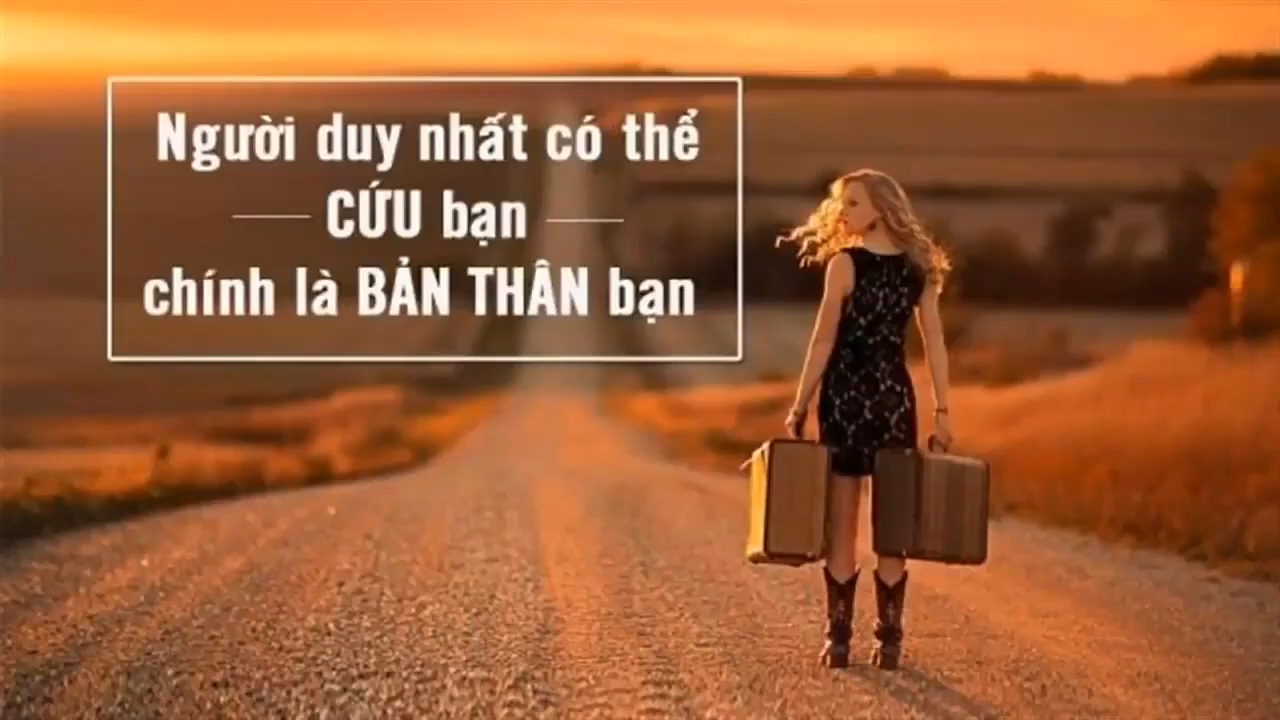 Người duy nhất có thể
CỨU bạn
chính là BẢN THÂN bạn